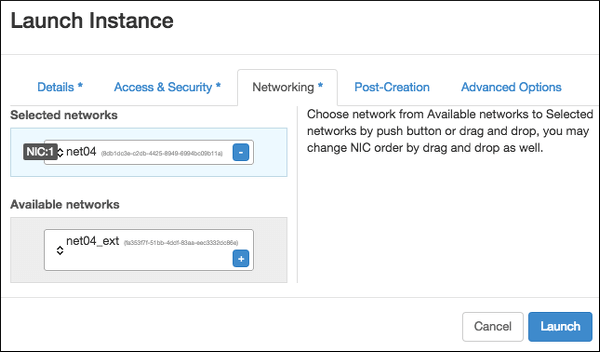 Launch Instance
Details *
Access & Security *
Networking *
Post-Creation
Advanced Options
Selected networks
NIC:1
net04 (8db1dc3e-c2db-4425-8949-6994bc09b11a)
-
Available networks
net04_ext (fa353f7f-51bb-4dcf-83aa-eec3332cc86e)
+
Choose network from Available networks to Selected
networks by push button or drag and drop, you may
change NIC order by drag and drop as well.
Cancel
Launch